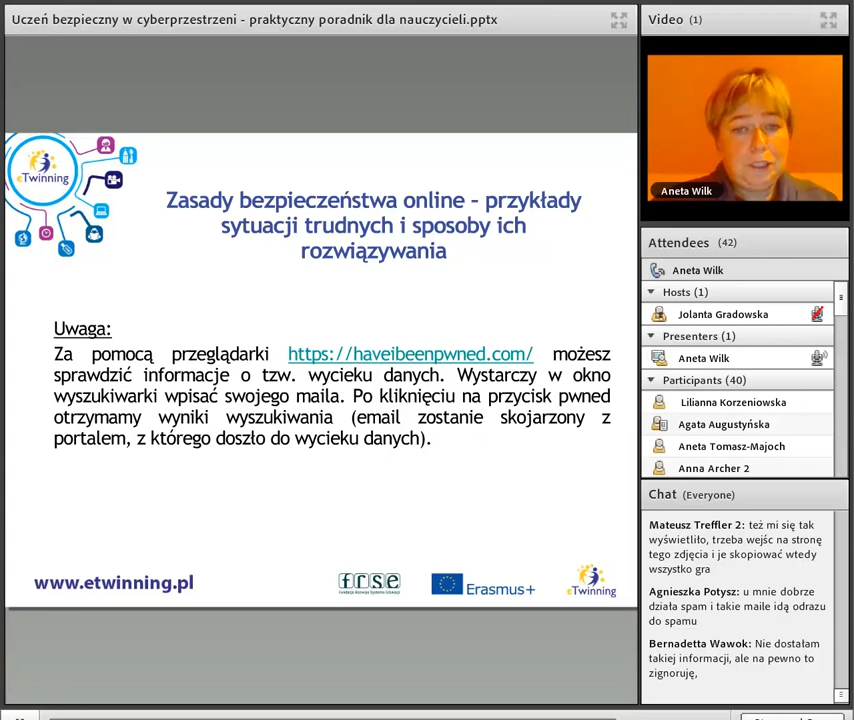 Uczeń bezpieczny w cyberprzestrzeni - praktyczny poradnik dla nauczycieli.pptx
eTwinning
Zasady bezpieczeństwa online - przykłady
sytuacji trudnych i sposoby ich
rozwiązywania
Uwaga:
Za pomocą przeglądarki https://haveibeenpwned.com/ możesz
sprawdzić informacje o tzw. wycieku danych. Wystarczy w okno
wyszukiwarki wpisać swojego maila. Po kliknięciu na przycisk pwned
otrzymamy wyniki wyszukiwania (email zostanie skojarzony z
portalem, z którego doszło do wycieku danych).
www.etwinning.pl
frse
Fundacja Rozwoju Systemu Edukacji
Erasmus+
eTwinning
Video (1)
Aneta Wilk
Attendees (42)
Aneta Wilk
Hosts (1)
Jolanta Gradowska
Presenters (1)
Aneta Wilk
Participants (40)
Lilianna Korzeniowska
Agata Augustyńska
Aneta Tomasz-Majoch
Anna Archer 2
Chat (Everyone)
Mateusz Treffler 2: też mi się tak
wyświetliło, trzeba wejśc na stronę
tego zdjęcia i je skopiować wtedy
wszystko gra
Agnieszka Potysz: u mnie dobrze
działa spam i takie maile idą odrazu
do spamu
Bernadetta Wawok: Nie dostałam
takiej informacji, ale na pewno to
zignoruję,